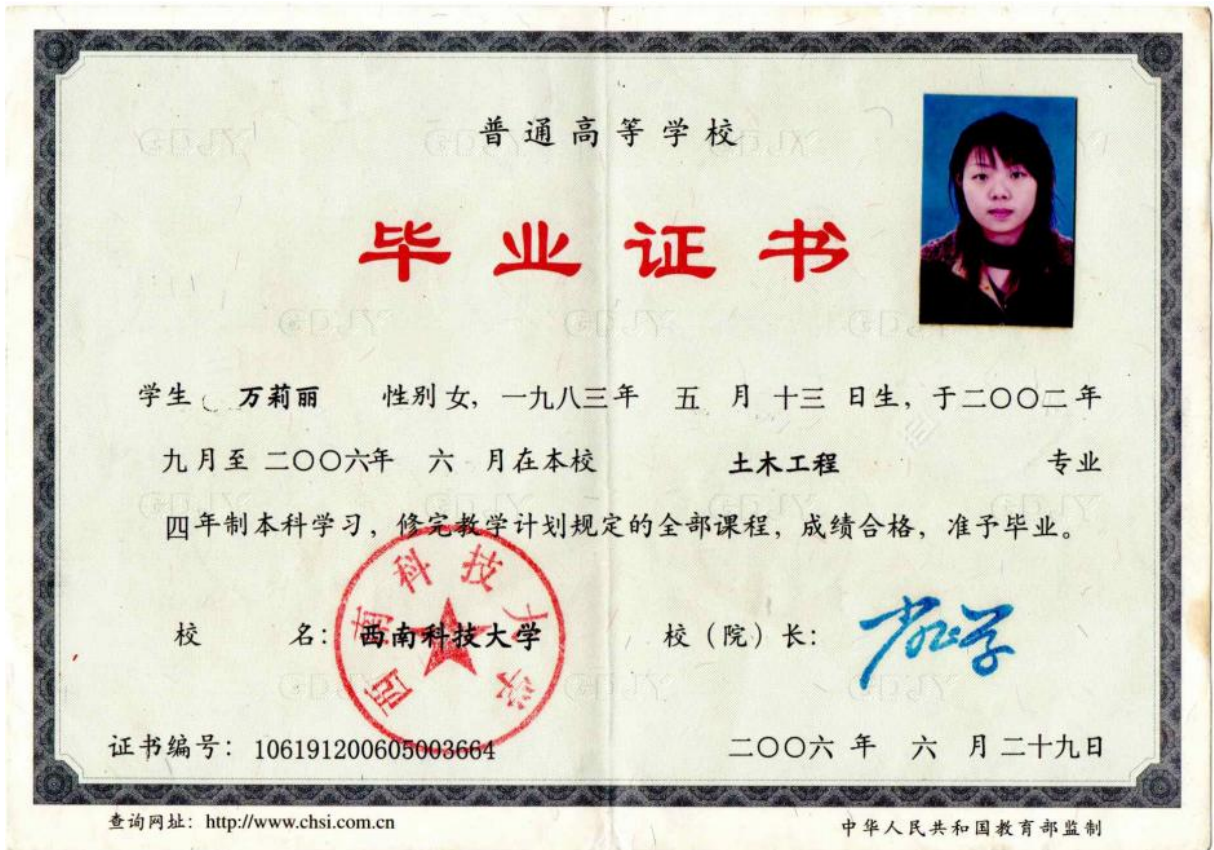 普通高等学校
毕业证书
学生 万莉丽 性别 女, 一九八三年 五 月 十三 日生, 于二〇〇二年
九月至 二〇〇六年 六 月在本校 土木工程 专业
四年制本科学习, 修完教学计划规定的全部课程, 成绩合格, 准予毕业。
校 名: 西南科技大学 校 (院) 长:
西南科技大学
证书编号: 106191200605003664 二〇〇六 年 六 月 二十九日
查询网址: http://www.chsi.com.cn 中华人民共和国教育部监制